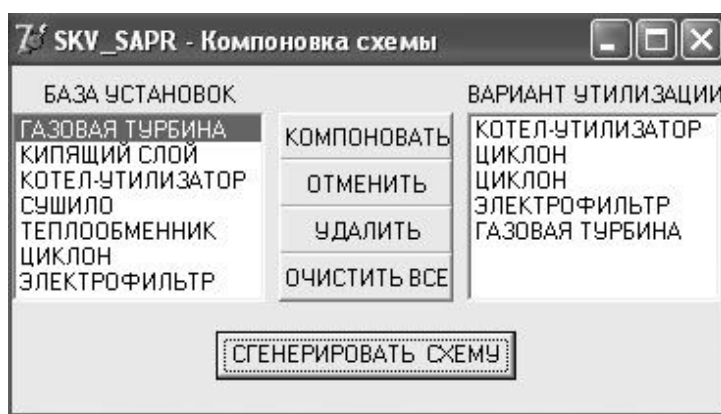 SKV_SAPR - Компоновка схемы
БАЗА УСТАНОВОК
ВАРИАНТ УТИЛИЗАЦИИ
ГАЗОВАЯ ТУРБИНА
КИПЯЩИЙ СЛОЙ
КОТЕЛ-УТИЛИЗАТОР
СУШИЛО
ТЕПЛООБМЕННИК
ЦИКЛОН
ЭЛЕКТРОФИЛЬТР
КОМПОНОВАТЬ
ОТМЕНИТЬ
УДАЛИТЬ
ОЧИСТИТЬ ВСЕ
КОТЕЛ-УТИЛИЗАТОР
ЦИКЛОН
ЦИКЛОН
ЭЛЕКТРОФИЛЬТР
ГАЗОВАЯ ТУРБИНА
СГЕНЕРИРОВАТЬ СХЕМУ